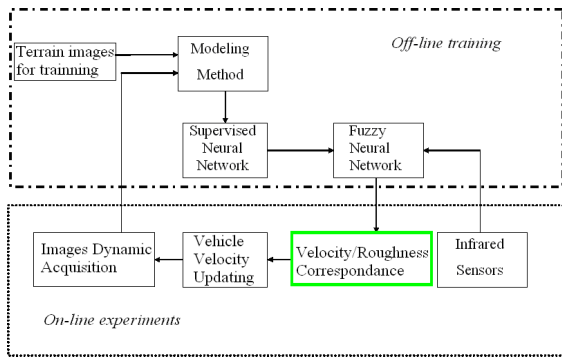 Off-line training
Terrain images
for trainning
Modeling
Method
Supervised
Neural
Network
Fuzzy
Neural
Network
Images Dynamic
Acquisition
Vehicle
Velocity
Updating
Velocity/Roughness
Correspondance
Infrared
Sensors
On-line experiments